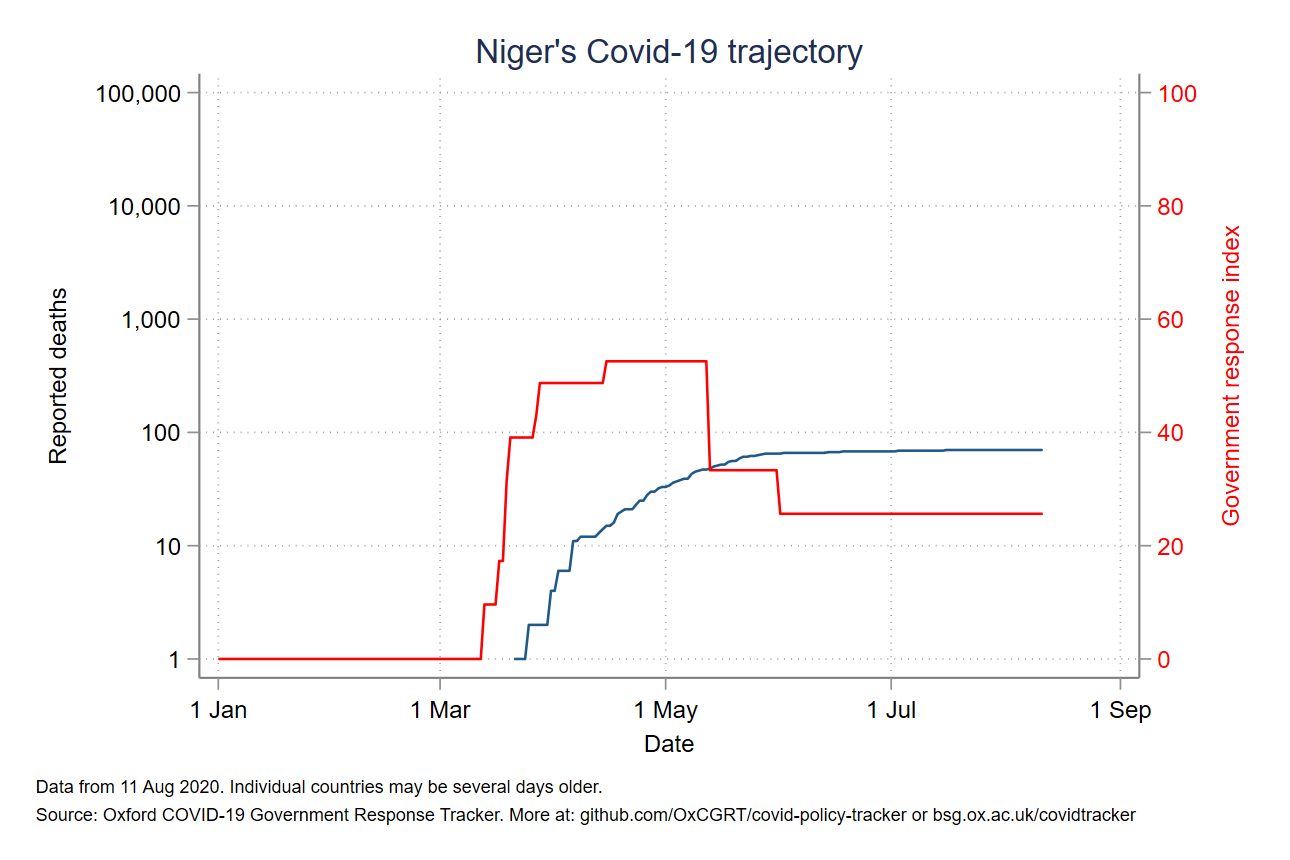 Niger's Covid-19 trajectory
100,000
10,000
1,000
100
10
1
Reported deaths
100
80
60
40
20
0
Government response index
1 Jan
1 Mar
1 May
1 Jul
1 Sep
Date
Data from 11 Aug 2020. Individual countries may be several days older.
Source: Oxford COVID-19 Government Response Tracker. More at: github.com/OxCGRT/covid-policy-tracker or bsg.ox.ac.uk/covidtracker